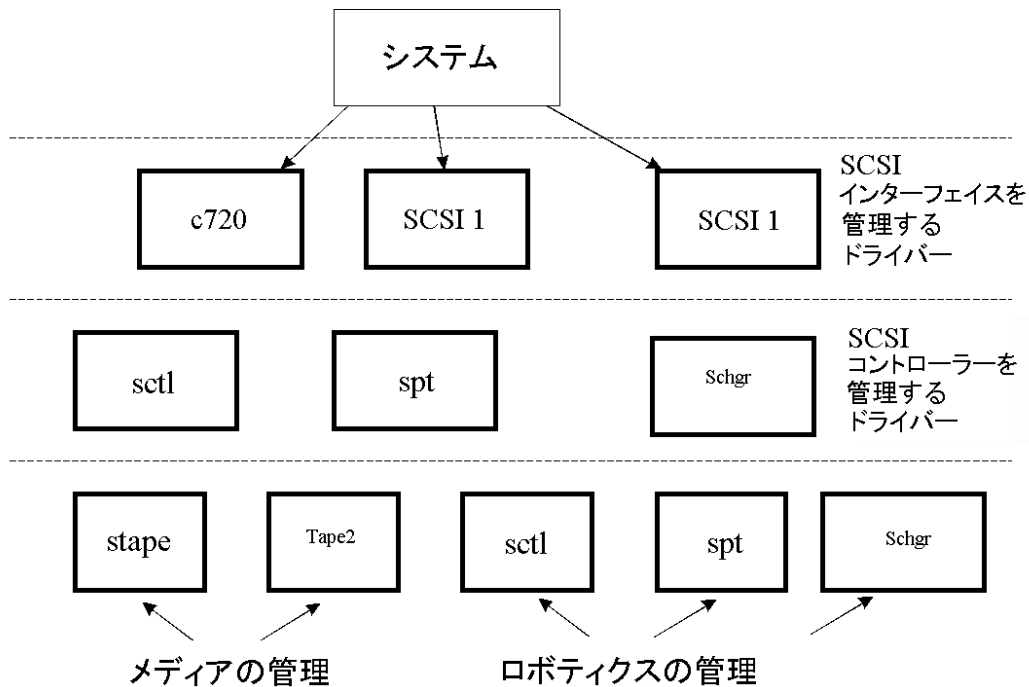 システム
c720
SCSI 1
SCSI 1
SCSI
インターフェイスを
管理する
ドライバー
sctl
spt
Schgr
SCSI
コントローラーを
管理する
ドライバー
stape
Tape2
sctl
spt
Schgr
メディアの管理
ロボティクスの管理